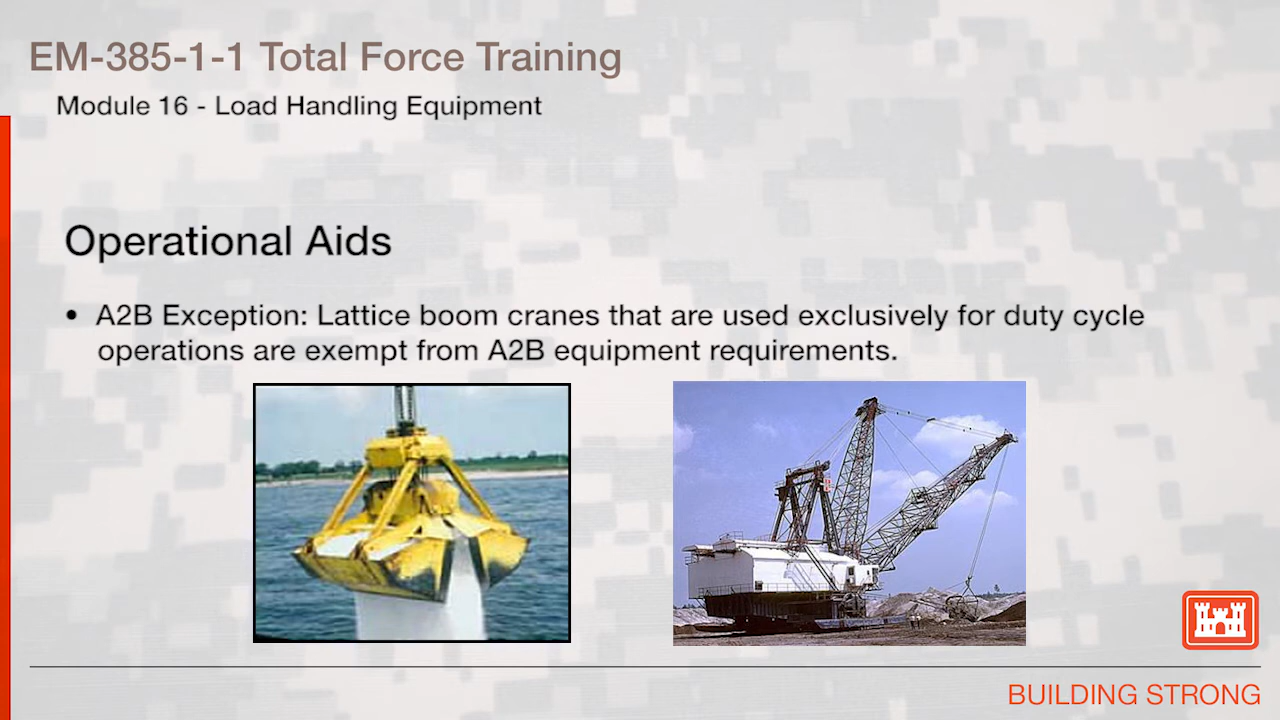 EM-385-1-1 Total Force Training
Module 16 - Load Handling Equipment
Operational Aids
• A2B Exception: Lattice boom cranes that are used exclusively for duty cycle
operations are exempt from A2B equipment requirements.
BUILDING STRONG